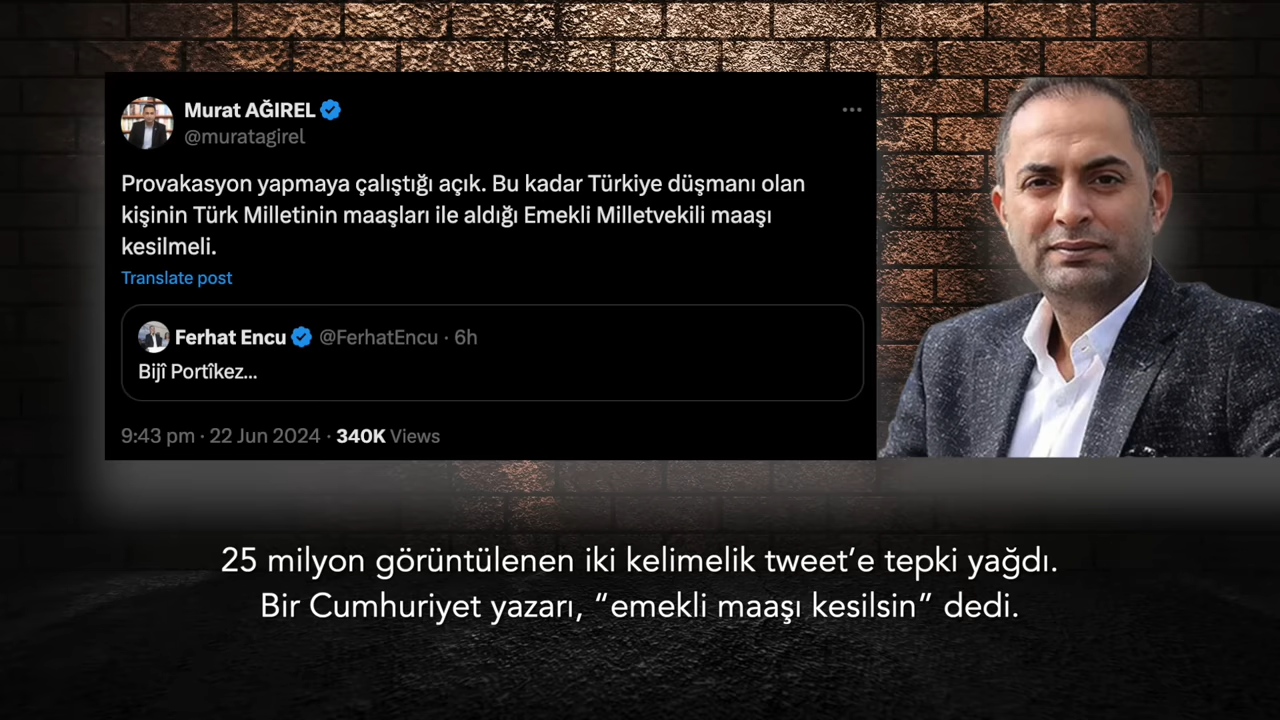 Murat AĞIREL
@muratagirel
Provakasyon yapmaya çalıştığı açık. Bu kadar Türkiye düşmanı olan
kişinin Türk Milletinin maaşları ile aldığı Emekli Milletvekili maaşı
kesilmeli.
Translate post
Ferhat Encu @FerhatEncu · 6h
Bijî Portîkez...
9:43 pm · 22 Jun 2024 · 340K Views
25 milyon görüntülenen iki kelimelik tweet’e tepki yağdı.
Bir Cumhuriyet yazarı, “emekli maaşı kesilsin” dedi.